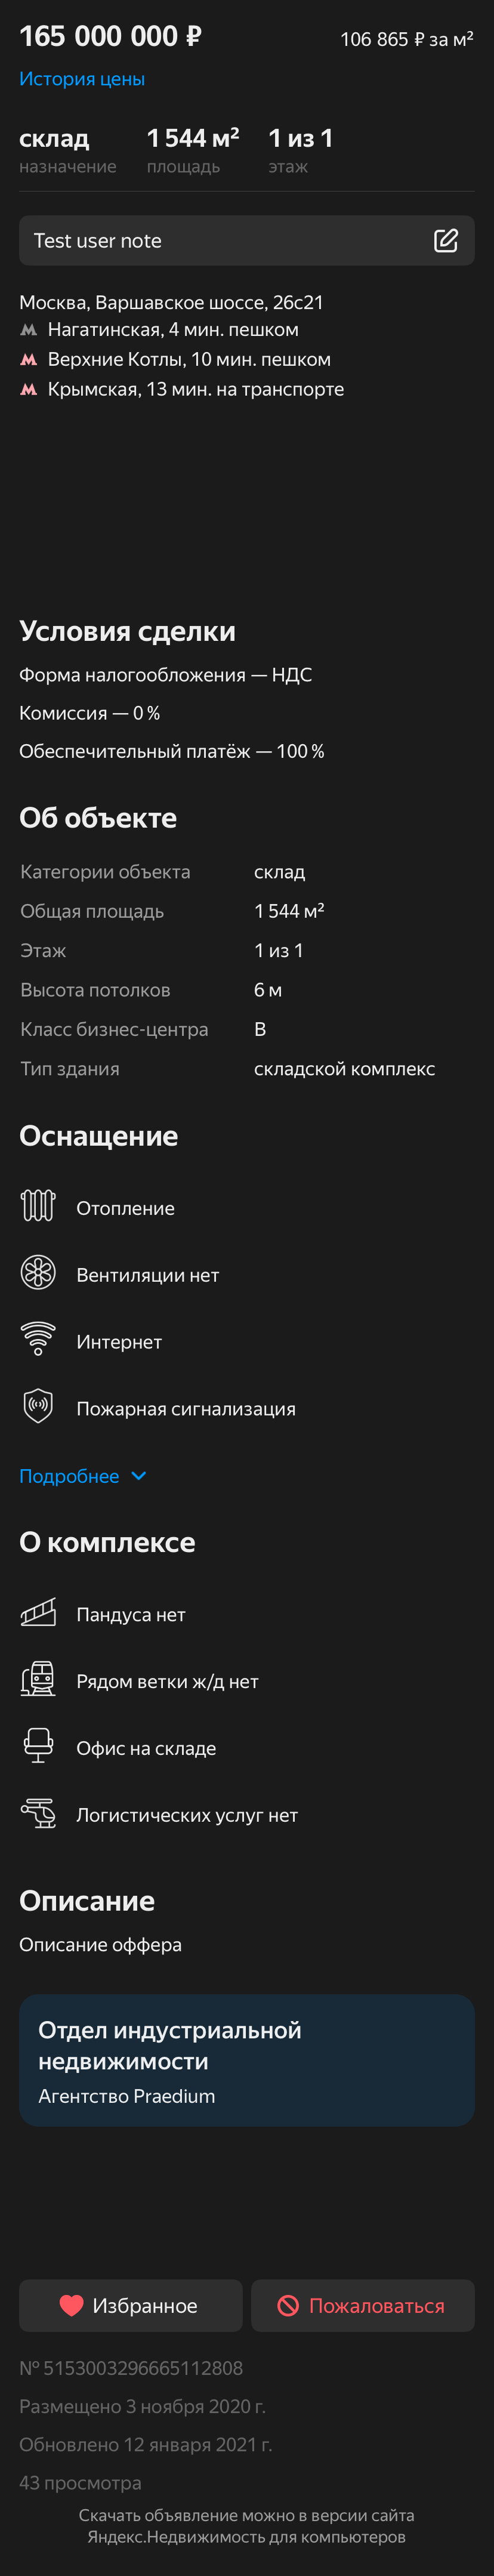 165 000 000 ₽
106 865 ₽ за м²
История цены
склад
1 544 м²
1 из 1
назначение
площадь
этаж
Test user note
Москва, Варшавское шоссе, 26с21
Нагатинская, 4 мин. пешком
Верхние Котлы, 10 мин. пешком
Крымская, 13 мин. на транспорте
Условия сделки
Форма налогообложения — НДС
Комиссия — 0 %
Обеспечительный платёж — 100 %
Об объекте
Категории объекта
склад
Общая площадь
1 544 м²
Этаж
1 из 1
Высота потолков
6 м
Класс бизнес-центра
B
Тип здания
складской комплекс
Оснащение
Отопление
Вентиляции нет
Интернет
Пожарная сигнализация
Подробнее
О комплексе
Пандуса нет
Рядом ветки ж/д нет
Офис на складе
Логистических услуг нет
Описание
Описание оффера
Отдел индустриальной
недвижимости
Агентство Praedium
Избранное
Пожаловаться
№ 5153003296665112808
Размещено 3 ноября 2020 г.
Обновлено 12 января 2021 г.
43 просмотра
Скачать объявление можно в версии сайта
Яндекс.Недвижимость для компьютеров